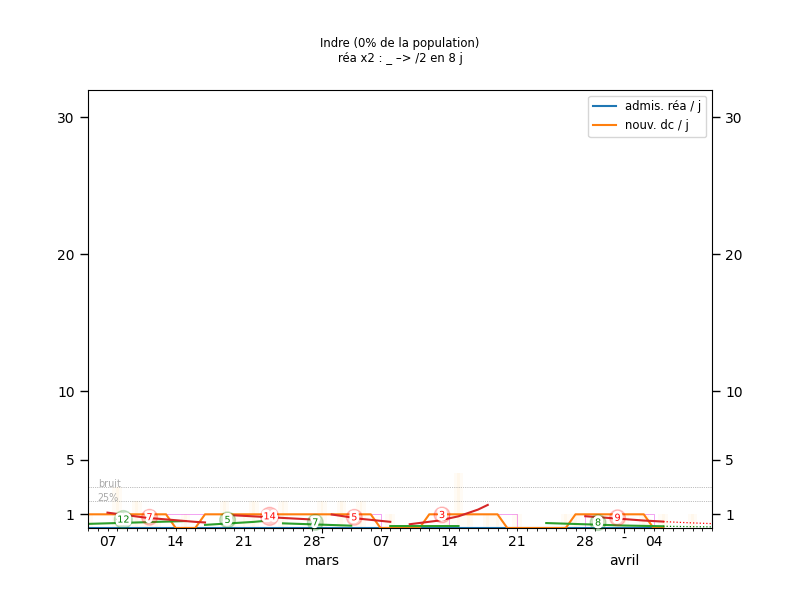 Indre (0% de la population)
réa x2 : _ –> /2 en 8 j
admis. réa / j
nouv. dc / j
30 30
20 20
10 10
5 5
bruit
25%
1 1
12 7 5 14 7 5 3 8 9
07 14 21 28 - 07 14 21 28 - 04
mars avril